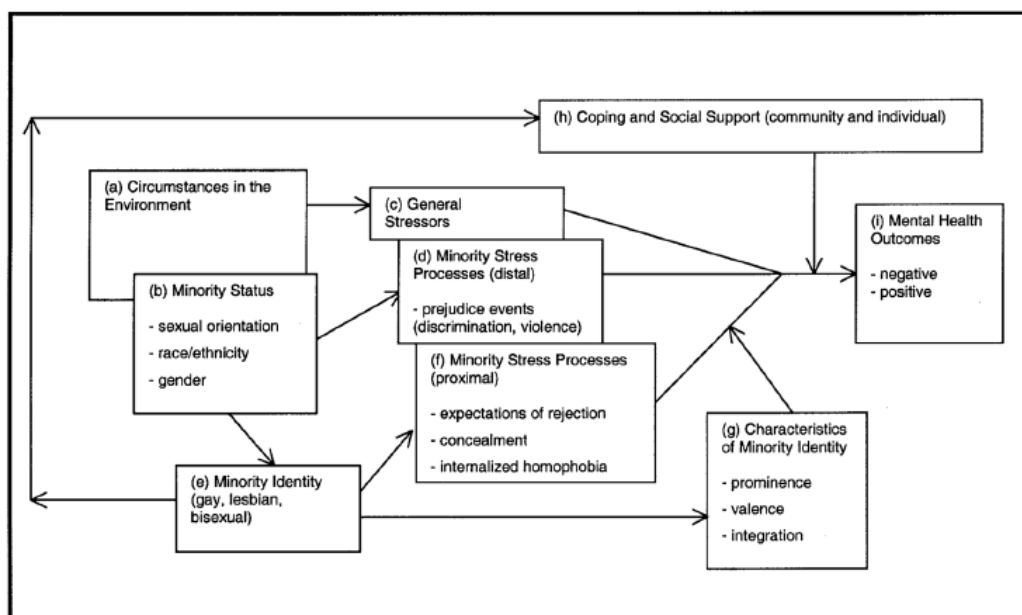 (h) Coping and Social Support (community and individual)
(a) Circumstances in the
Environment
(c) General
Stressors
(i) Mental Health
Outcomes
- negative
- positive
(d) Minority Stress
Processes (distal)
- prejudice events
(discrimination, violence)
(b) Minority Status
- sexual orientation
- race/ethnicity
- gender
(f) Minority Stress Processes
(proximal)
- expectations of rejection
- concealment
- internalized homophobia
(g) Characteristics
of Minority Identity
- prominence
- valence
- integration
(e) Minority Identity
(gay, lesbian,
bisexual)